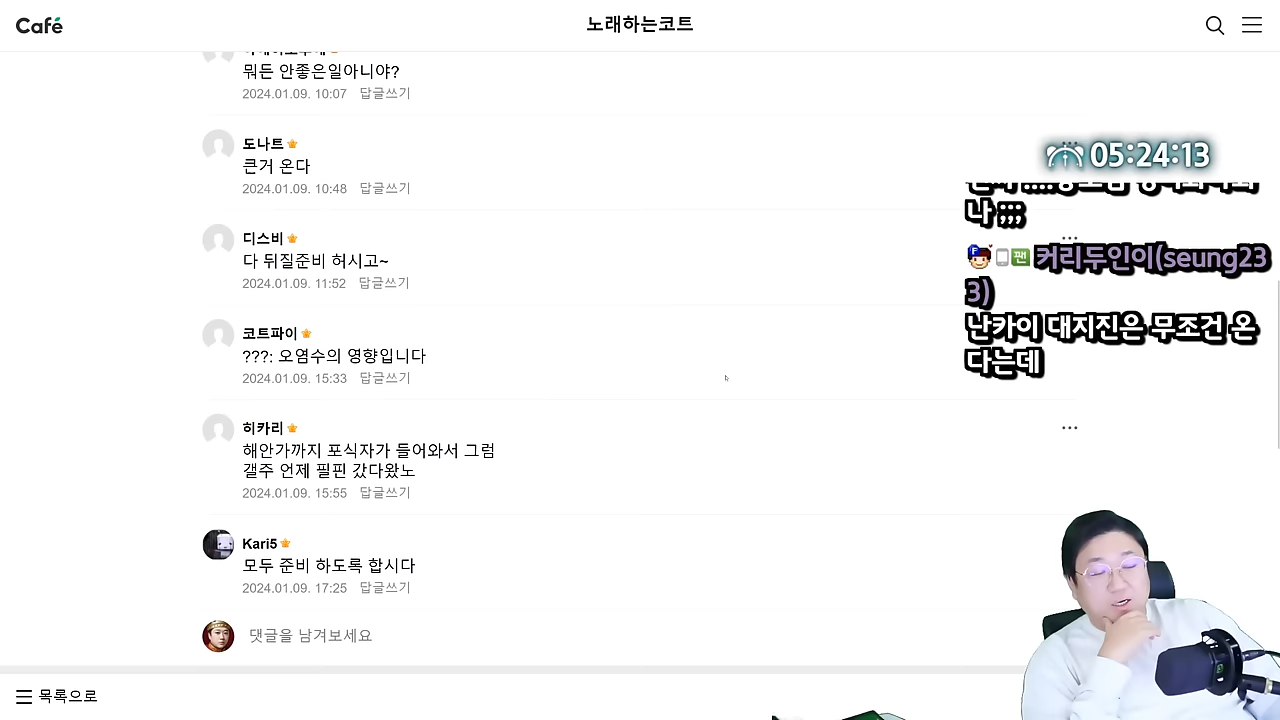 Café
노래하는코트
뭐든 안좋은일아니야?
2024.01.09. 10:07 답글쓰기
도나트
큰거 온다
2024.01.09. 10:48 답글쓰기
디스비
다 뒤질준비 허시고~
2024.01.09. 11:52 답글쓰기
코트파이
???: 오염수의 영향입니다
2024.01.09. 15:33 답글쓰기
히카리
해안가까지 포식자가 들어와서 그럼
갤주 언제 필핀 갔다왔노
2024.01.09. 15:55 답글쓰기
Kari5
모두 준비 하도록 합시다
2024.01.09. 17:25 답글쓰기
댓글을 남겨보세요
목록으로
05:24:13
나 ;;;
F 팬 커리두인이(seung23
3)
난카이 대지진은 무조건 온
다는데